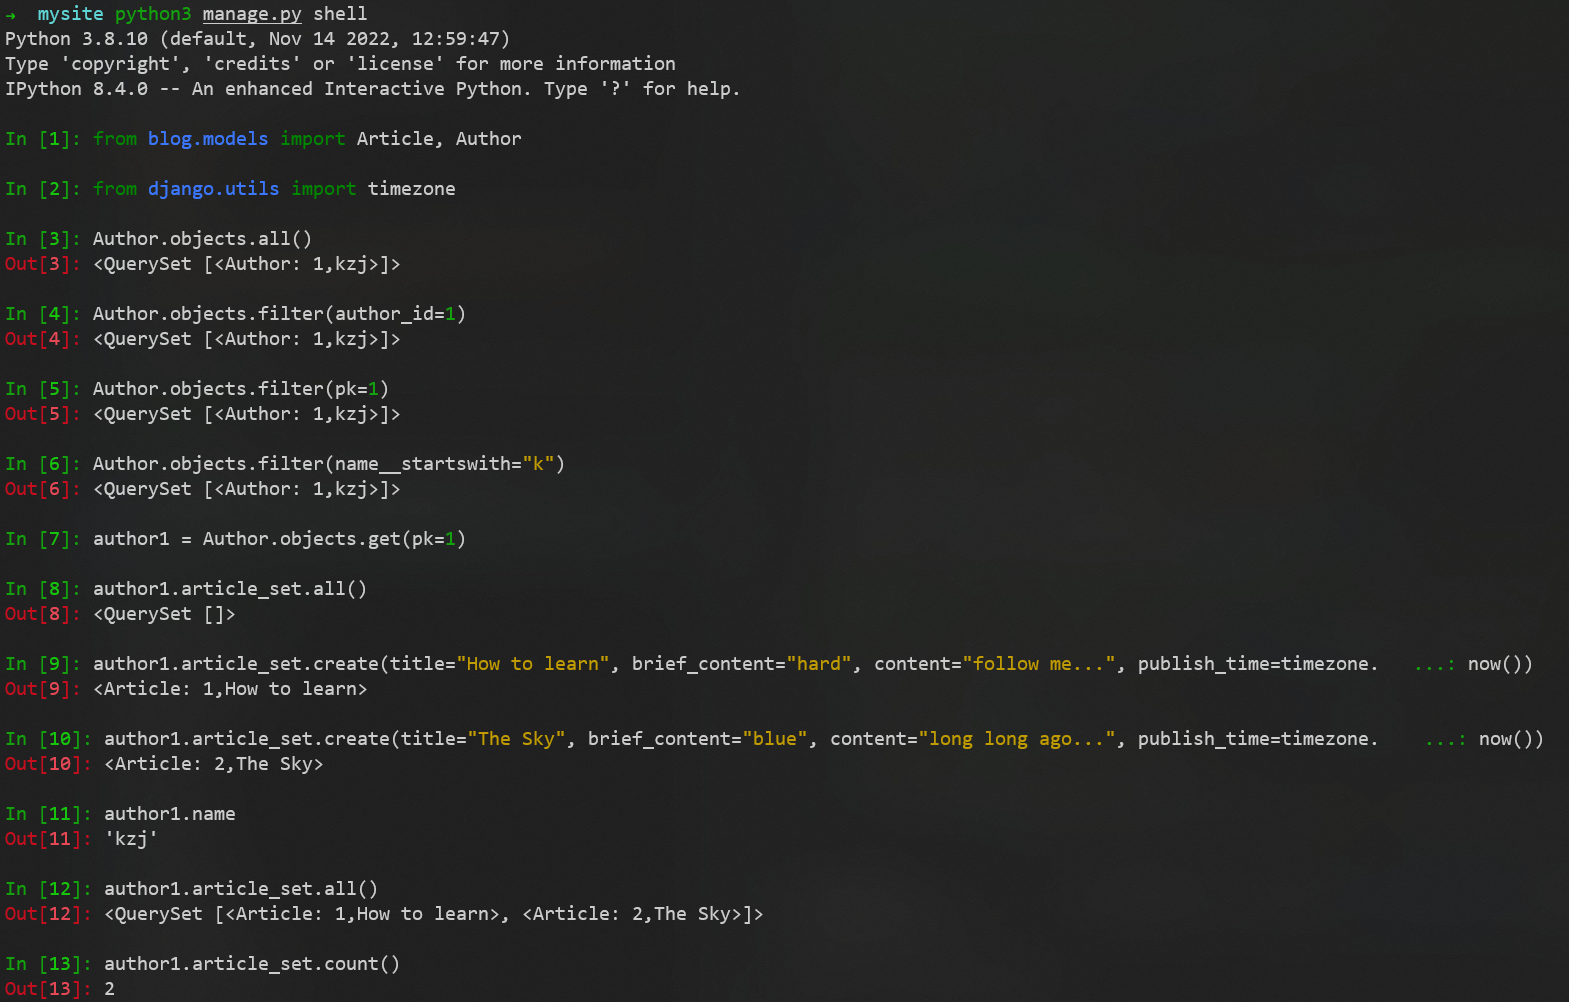 → mysite python3 manage.py shell
Python 3.8.10 (default, Nov 14 2022, 12:59:47)
Type 'copyright', 'credits' or 'license' for more information
IPython 8.4.0 -- An enhanced Interactive Python. Type '?' for help.
In [1]: from blog.models import Article, Author
In [2]: from django.utils import timezone
In [3]: Author.objects.all()
Out[3]: <QuerySet [<Author: 1,kzj>]>
In [4]: Author.objects.filter(author_id=1)
Out[4]: <QuerySet [<Author: 1,kzj>]>
In [5]: Author.objects.filter(pk=1)
Out[5]: <QuerySet [<Author: 1,kzj>]>
In [6]: Author.objects.filter(name__startswith="k")
Out[6]: <QuerySet [<Author: 1,kzj>]>
In [7]: author1 = Author.objects.get(pk=1)
In [8]: author1.article_set.all()
Out[8]: <QuerySet []>
In [9]: author1.article_set.create(title="How to learn", brief_content="hard", content="follow me...", publish_time=timezone.   ...: now())
Out[9]: <Article: 1,How to learn>
In [10]: author1.article_set.create(title="The Sky", brief_content="blue", content="long long ago...", publish_time=timezone.    ...: now())
Out[10]: <Article: 2,The Sky>
In [11]: author1.name
Out[11]: 'kzj'
In [12]: author1.article_set.all()
Out[12]: <QuerySet [<Article: 1,How to learn>, <Article: 2,The Sky>]>
In [13]: author1.article_set.count()
Out[13]: 2